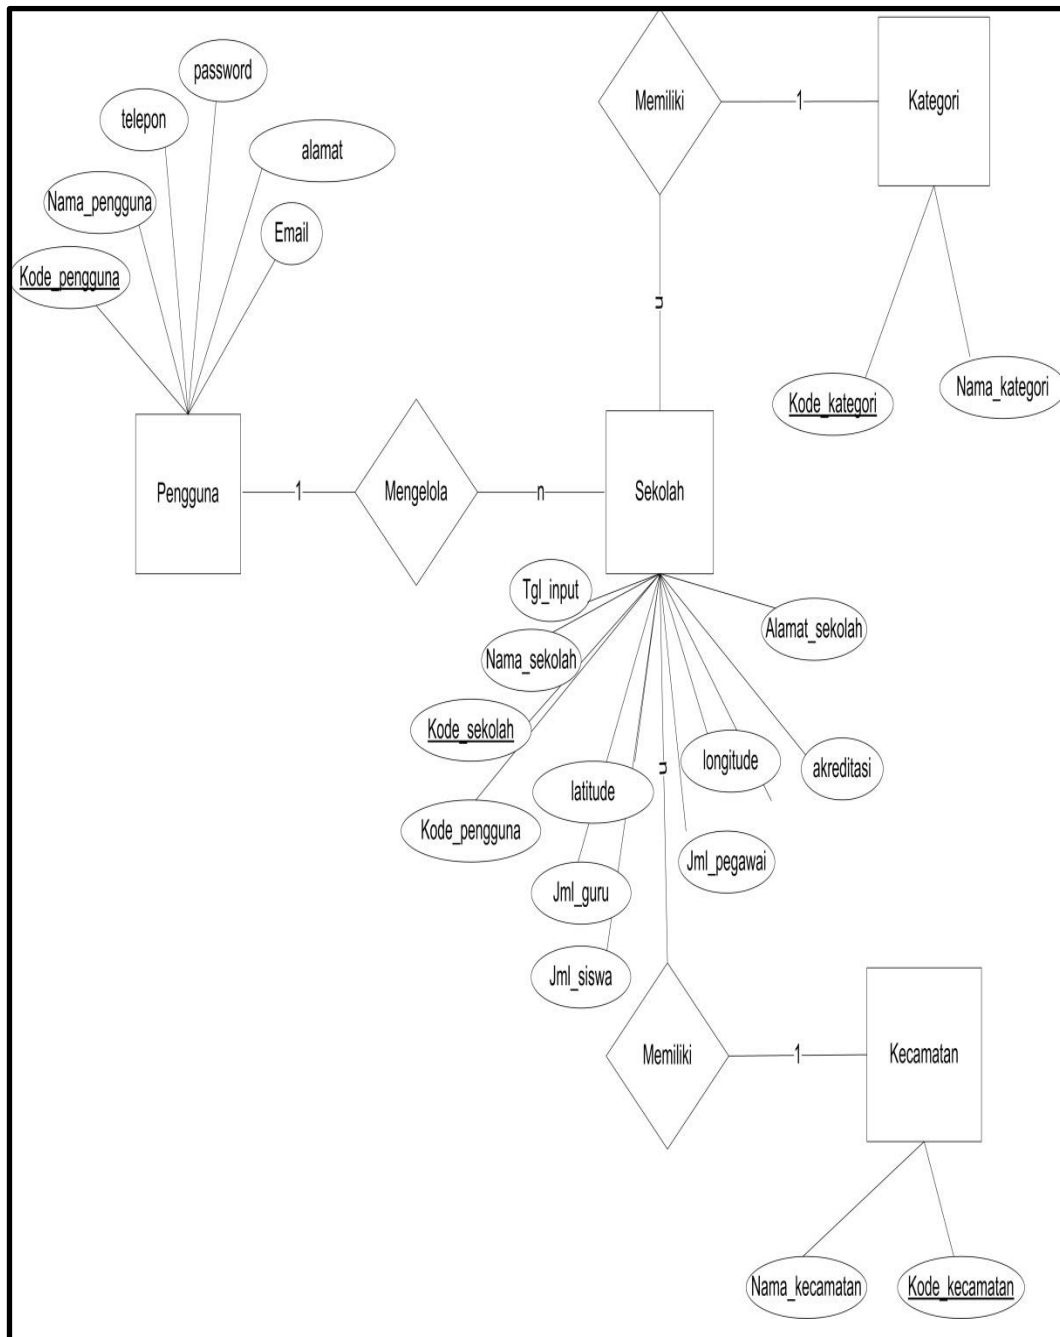 password
telepon
alamat
Nama_pengguna
Email
Kode_pengguna
Memiliki
1
Kategori
n
Kode_kategori
Nama_kategori
Pengguna
1
Mengelola
n
Sekolah
Tgl_input
Nama_sekolah
Alamat_sekolah
Kode_sekolah
Kode_pengguna
latitude
n
longitude
akreditasi
Jml_guru
Jml_pegawai
Jml_siswa
Memiliki
1
Kecamatan
Nama_kecamatan
Kode_kecamatan